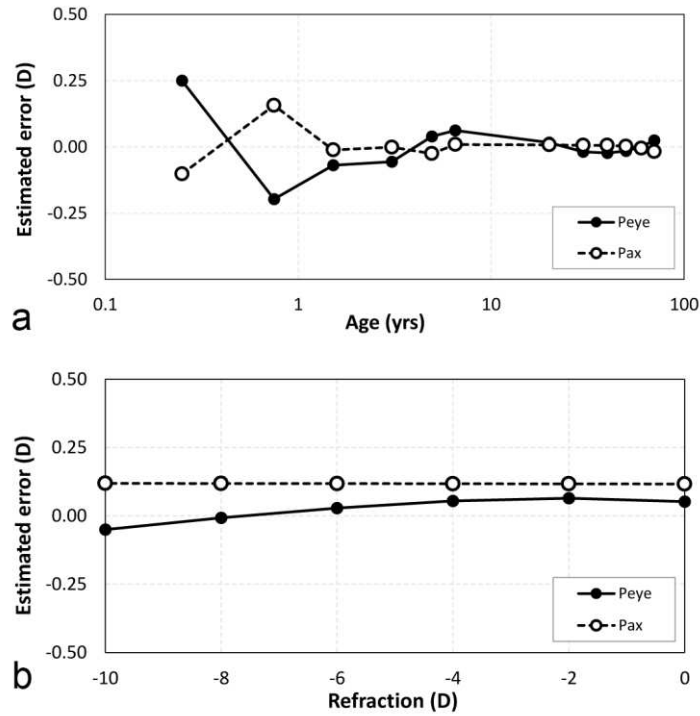 0.50
0.25
0.00
-0.25
-0.50
Estimated error (D)
Peye
Pax
0.1
1
10
100
Age (yrs)
a
0.50
0.25
0.00
-0.25
-0.50
Estimated error (D)
Peye
Pax
-10
-8
-6
-4
-2
0
Refraction (D)
b